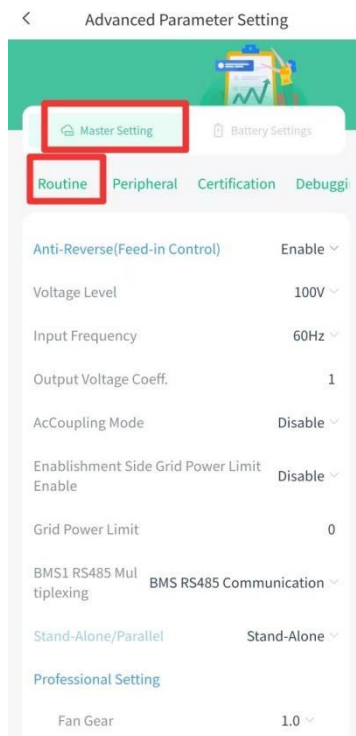 Advanced Parameter Setting
Master Setting
Battery Settings
Routine Peripheral Certification Debuggi
Anti-Reverse(Feed-in Control) Enable
Voltage Level 100V
Input Frequency 60Hz
Output Voltage Coeff. 1
AcCoupling Mode Disable
Enablishment Side Grid Power Limit
Enable Disable
Grid Power Limit 0
BMS1 RS485 Mul
tiplexing BMS RS485 Communication
Stand-Alone/Parallel Stand-Alone
Professional Setting
Fan Gear 1.0